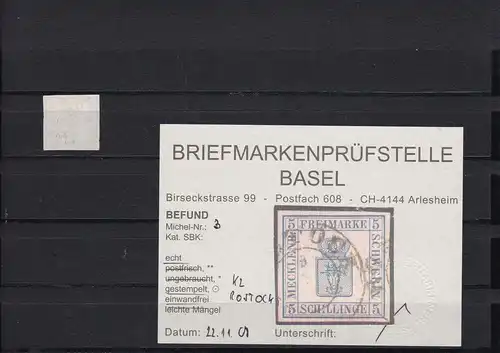 BRIEFMARKENPRÜFSTELLE
BASEL
Birseckstrasse 99 - Postfach 608 - CH-4144 Arlesheim
BEFUND
Michel-Nr.: 3
Kat. SBK:
echt
postfrisch, **
ungebraucht, *
gestempelt, ⊙
einwandfrei
leichte Mängel
K2
ROSTOCK
5 FREIMARKE 5
MECKLENB.
SCHWERIN
5 SCHILLINGE 5
Datum: 22.11.01 Unterschrift: